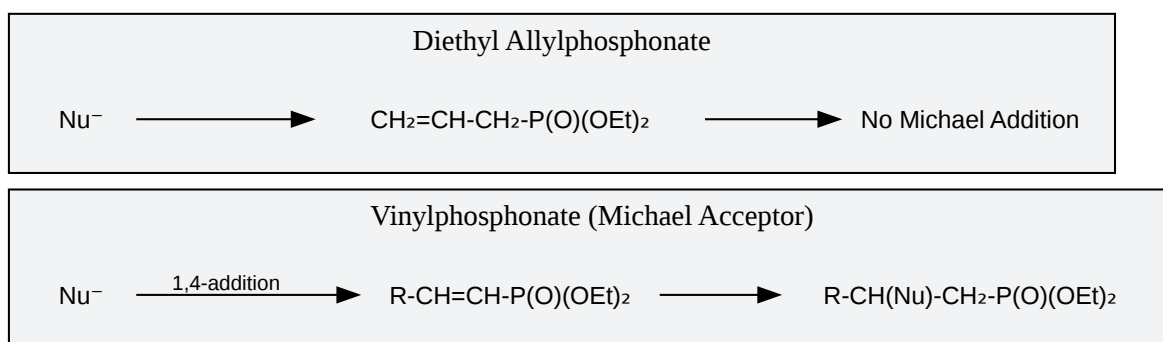 Diethyl Allylphosphonate
Nu⁻ CH₂=CH-CH₂-P(O)(OEt)₂ No Michael Addition
Vinylphosphonate (Michael Acceptor)
1,4-addition
Nu⁻ R-CH=CH-P(O)(OEt)₂ R-CH(Nu)-CH₂-P(O)(OEt)₂